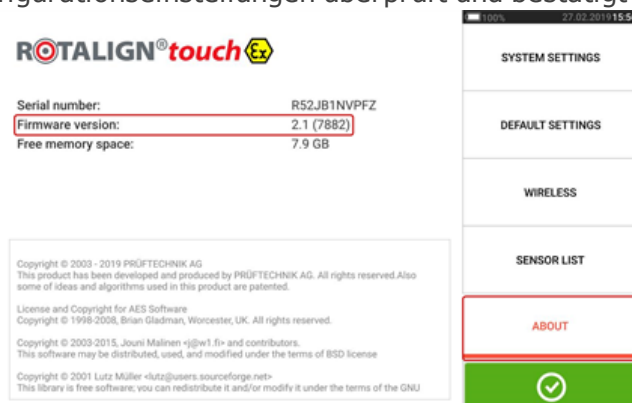 figurationseinstellungen überprüft und bestätigt
100% 27.02.2019 15:5
ROTALIGN® touch Ex
Serial number: R52JB1NVPFZ
Firmware version: 2.1 (7882)
Free memory space: 7.9 GB
Copyright © 2003 - 2019 PRÜFTECHNIK AG
This product has been developed and produced by PRÜFTECHNIK AG. All rights reserved.Also
some of ideas and algorithms used in this product are patented.
License and Copyright for AES Software
Copyright © 1998-2008, Brian Gladman, Worcester, UK. All rights reserved.
Copyright © 2003-2015, Jouni Malinen <j@w1.fi> and contributors.
This software may be distributed, used, and modified under the terms of BSD license
Copyright © 2001 Lutz Müller <lutz@users.sourceforge.net>
This library is free software; you can redistribute it and/or modify it under the terms of the GNU
SYSTEM SETTINGS
DEFAULT SETTINGS
WIRELESS
SENSOR LIST
ABOUT